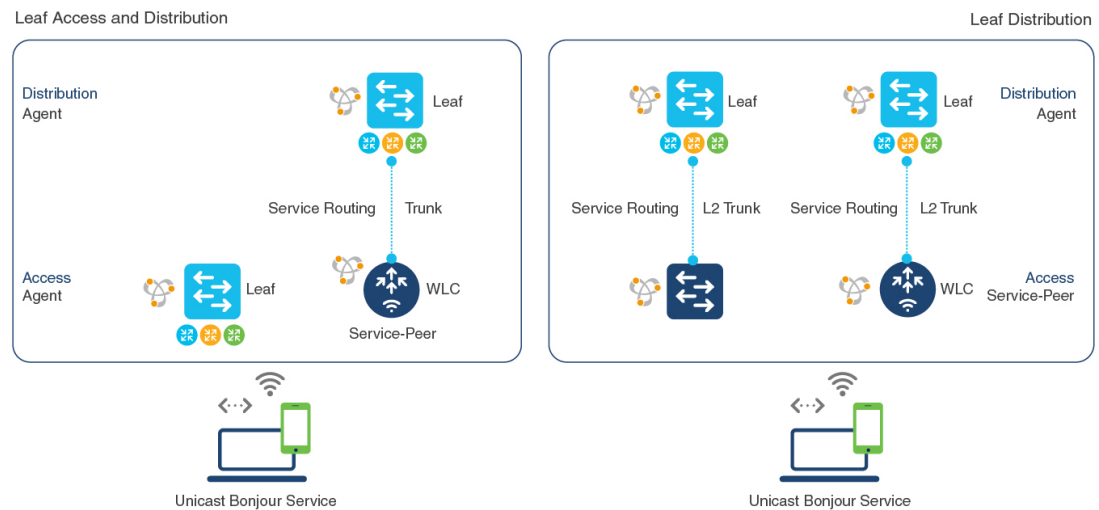 Leaf Access and Distribution
Leaf Distribution
Distribution
Agent
Leaf
Service Routing
Trunk
Access
Agent
Leaf
WLC
Service-Peer
Leaf
Leaf
Distribution
Agent
Service Routing
L2 Trunk
Service Routing
L2 Trunk
WLC
Access
Service-Peer
Unicast Bonjour Service
Unicast Bonjour Service